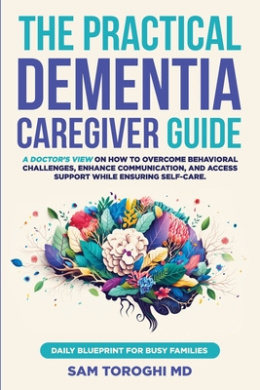 THE PRACTICAL
DEMENTIA
CAREGIVER GUIDE
A DOCTOR'S VIEW ON HOW TO OVERCOME BEHAVIORAL
CHALLENGES, ENHANCE COMMUNICATION, AND ACCESS
SUPPORT WHILE ENSURING SELF-CARE.
DAILY BLUEPRINT FOR BUSY FAMILIES
SAM TOROGHI MD